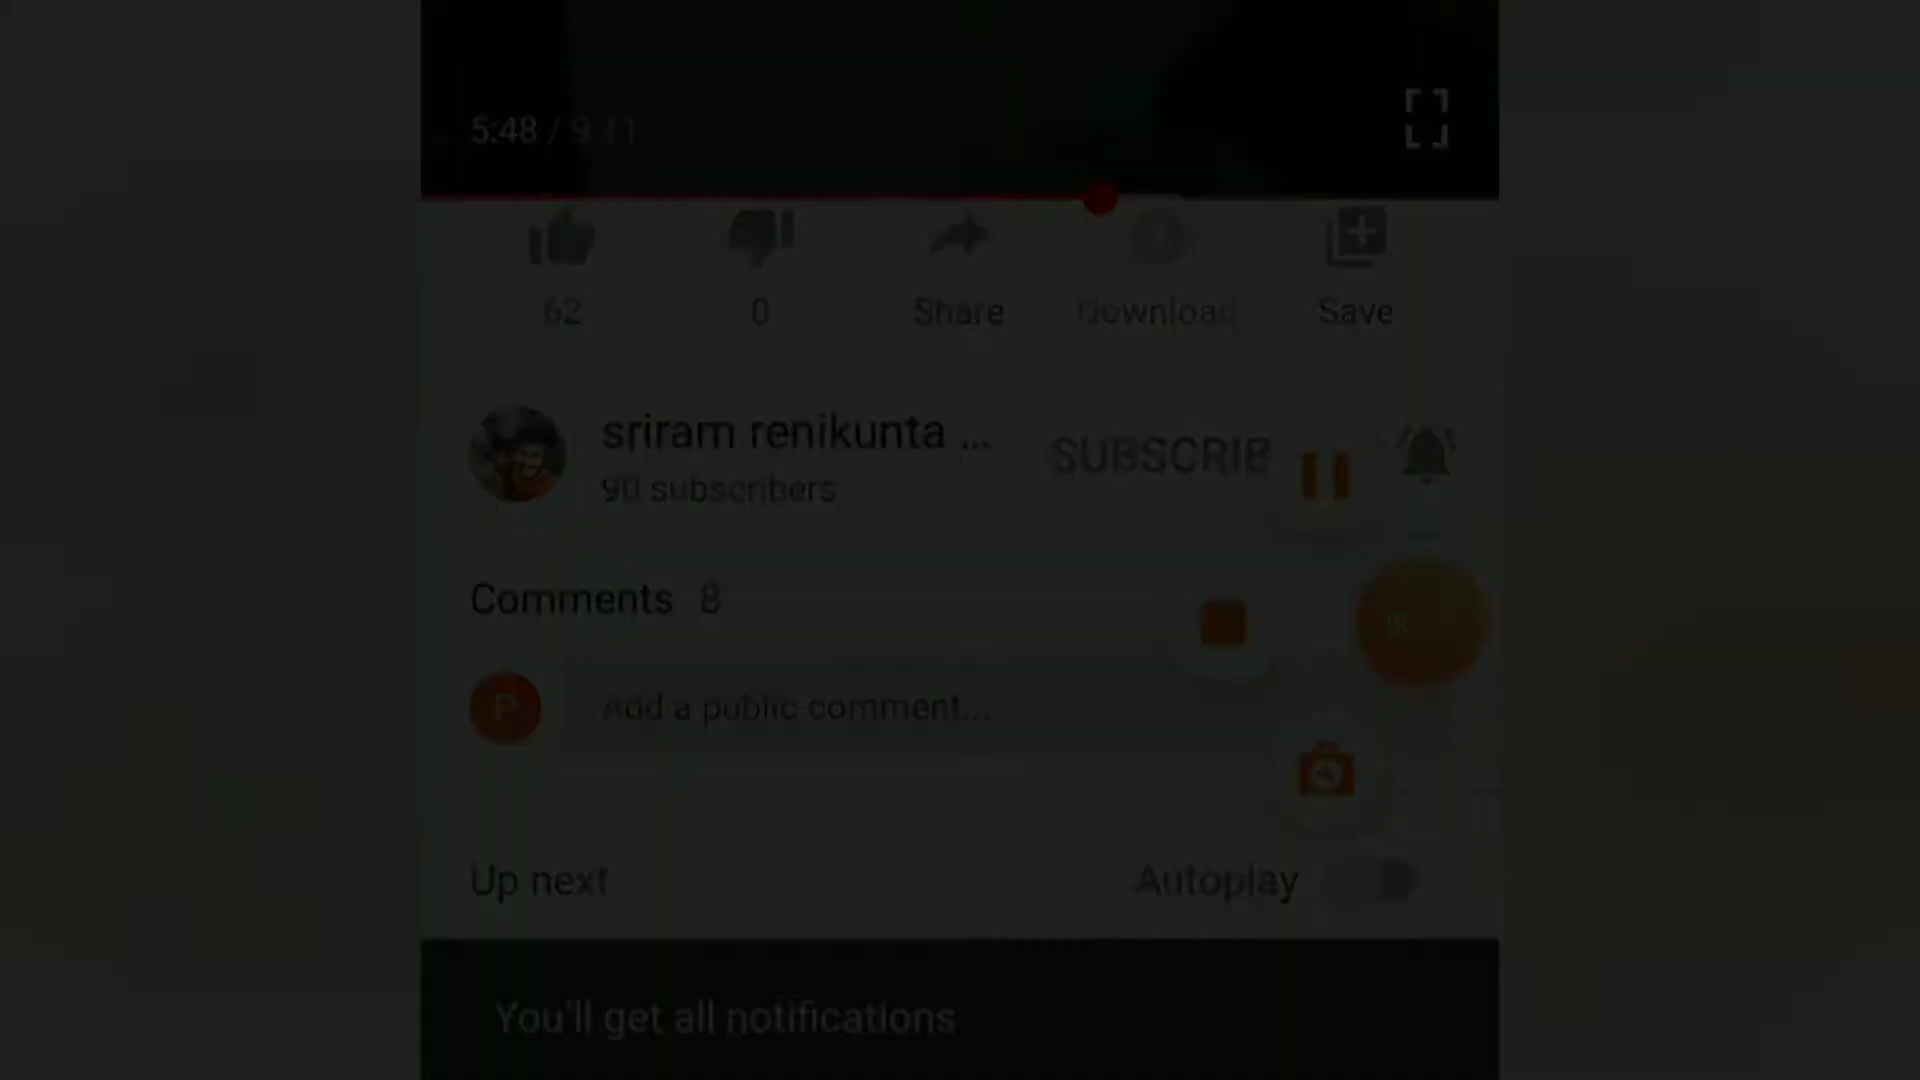 5:48 / 9:11
62 0 Share Download Save
sriram renikunta ...
SUBSCRIB
90 subscribers
Comments 8
P
Add a public comment...
Up next Autoplay
You'll get all notifications